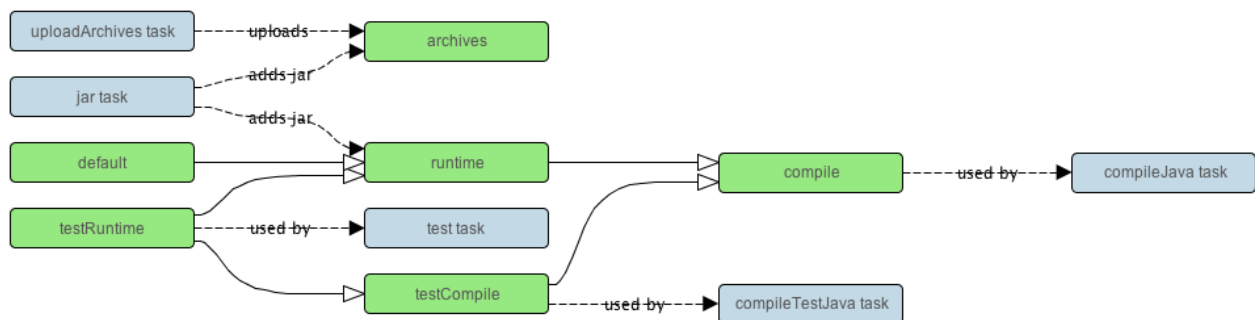 uploadArchives task
uploads
archives
adds jar
jar task
adds jar
default
runtime
compile
used by
compileJava task
testRuntime
used by
test task
testCompile
used by
compileTestJava task